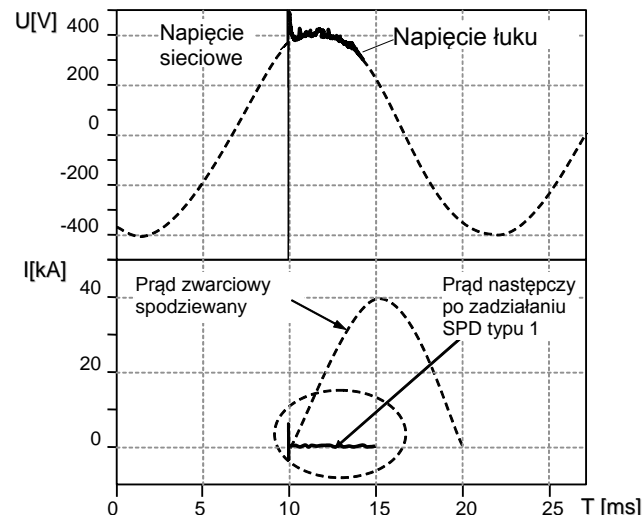 U[V]
400
200
0
-200
-400
Napięcie
sieciowe
Napięcie łuku
I[kA]
40
20
0
Prąd zwarciowy
spodziewany
Prąd następczy
po zadziałaniu
SPD typu 1
0 5 10 15 20 25 T [ms]